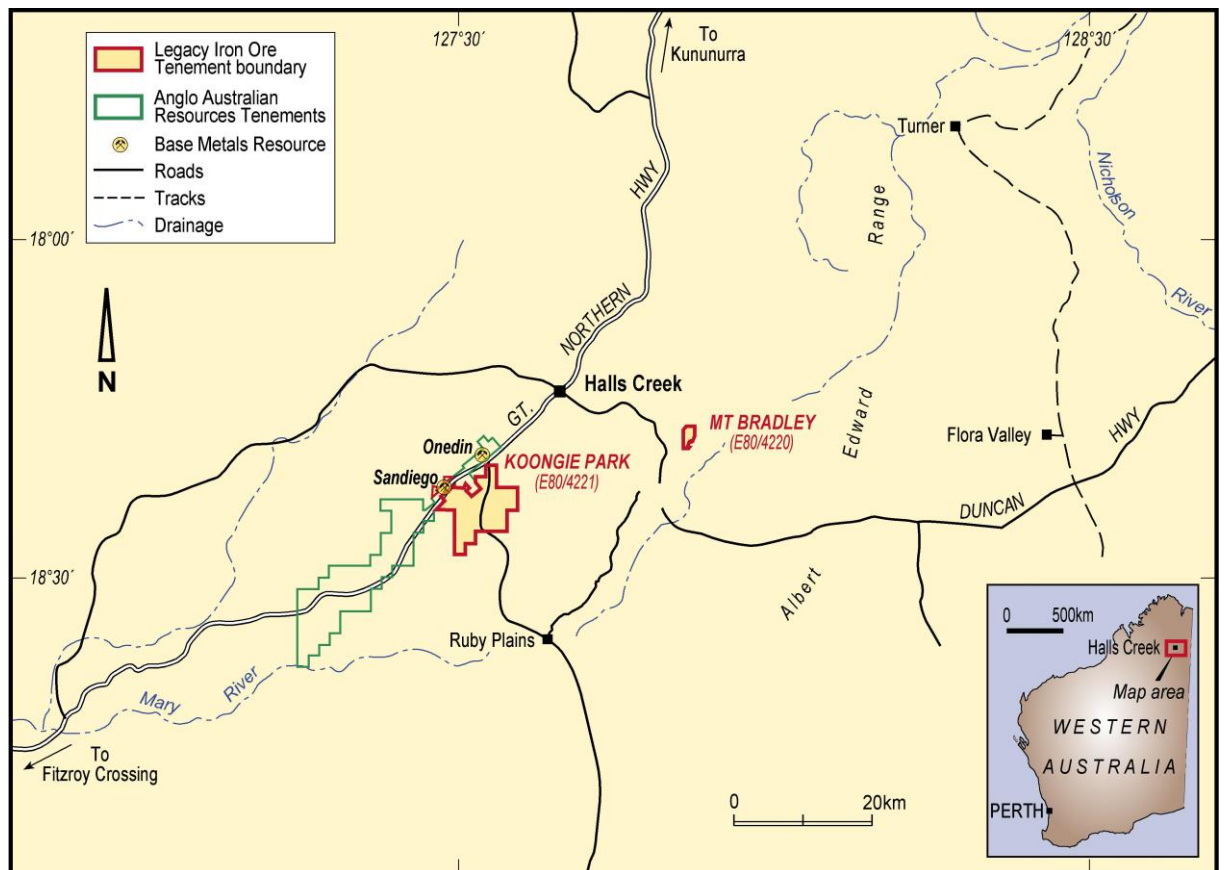 127°30'
128°30'
Legacy Iron Ore
Tenement boundary
Anglo Australian
Resources Tenements
Base Metals Resource
Roads
Tracks
Drainage
To
Kununurra
Turner
Nicholson
River
Range
Edward
Albert
18°00'
HWY
NORTHERN
GT.
N
Halls Creek
MT BRADLEY
(E80/4220)
Onedin
KOONGIE PARK
(E80/4221)
Sandiego
Flora Valley
HWY
DUNCAN
18°30'
Ruby Plains
Mary
River
To
Fitzroy Crossing
0 20km
0 500km
Halls Creek
Map area
WESTERN
AUSTRALIA
PERTH